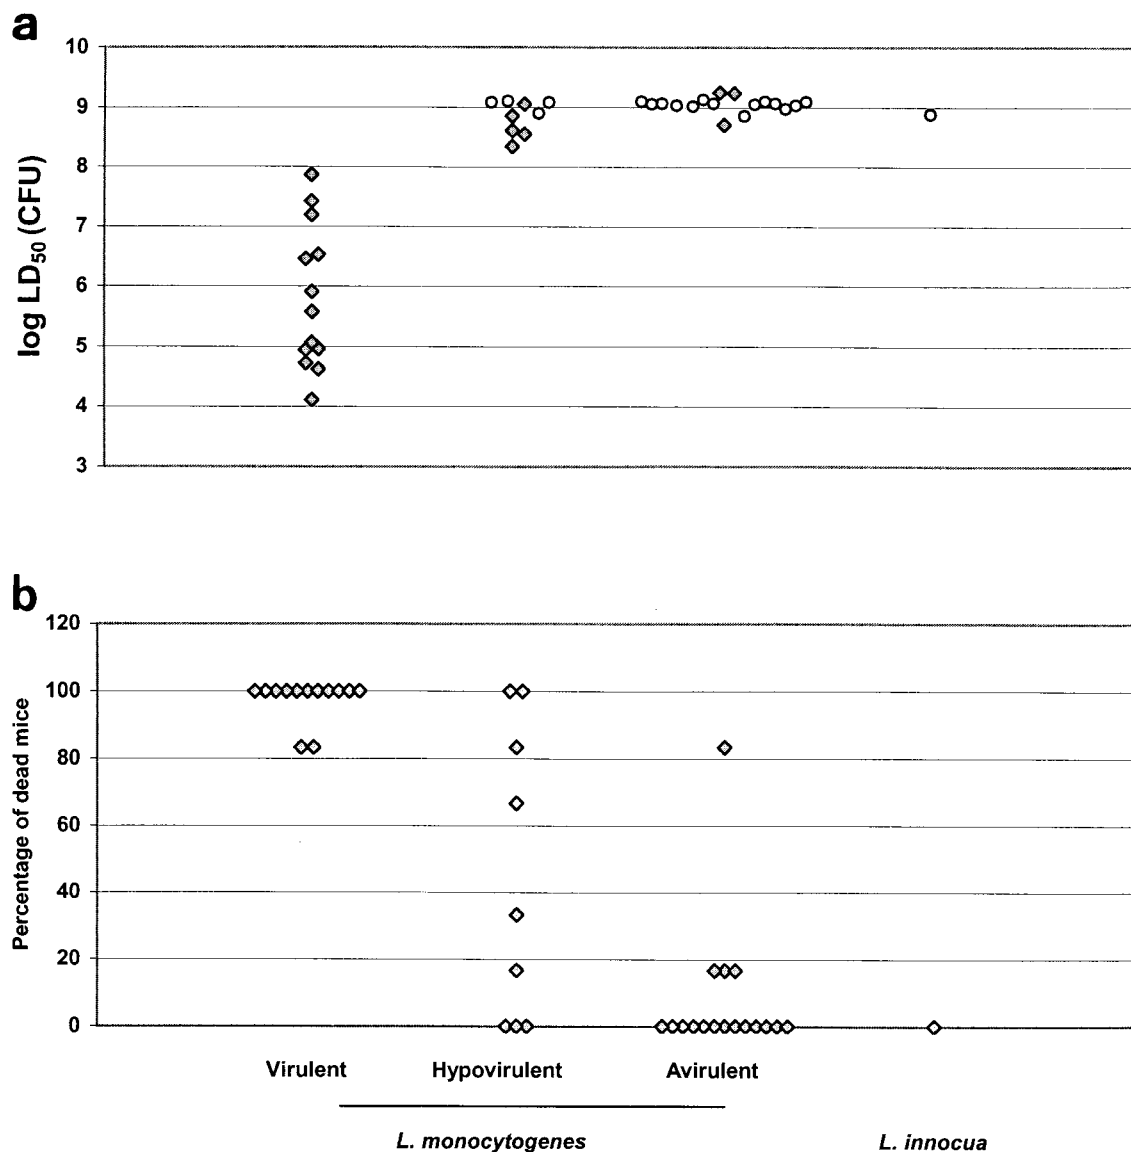 a
10
9
8
7
6
5
4
3
log LD50 (CFU)
b
120
100
80
60
40
20
0
Percentage of dead mice
Virulent Hypovirulent Avirulent
L. monocytogenes L. innocua